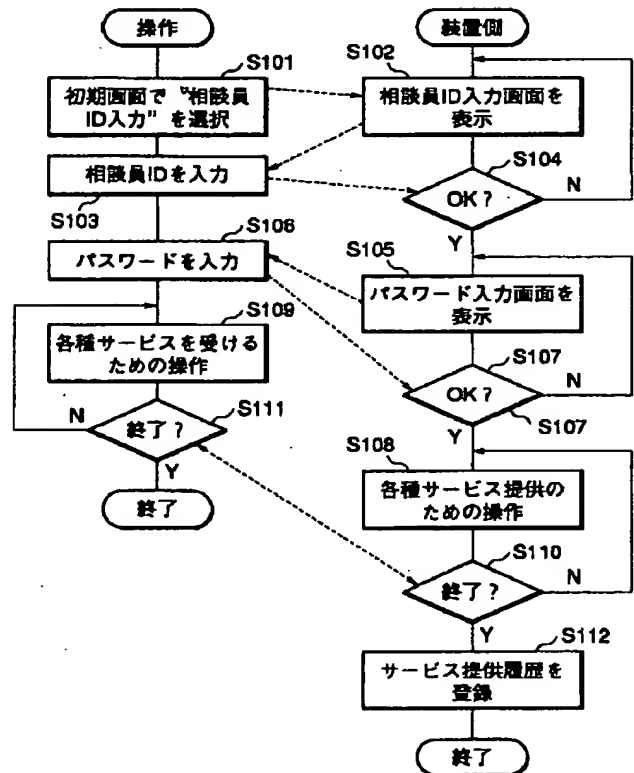 操作
S101
初期画面で “相談員
ID入力” を選択
相談員IDを入力
S103
S106
パスワードを入力
S109
各種サービスを受ける
ための操作
S111
終了？
N
Y
終了
装置側
S102
相談員ID入力画面を
表示
S104
OK？
N
Y
S105
パスワード入力画面を
表示
S107
OK？
N
S107
Y
S108
各種サービス提供の
ための操作
S110
終了？
N
Y
S112
サービス提供履歴を
登録
終了